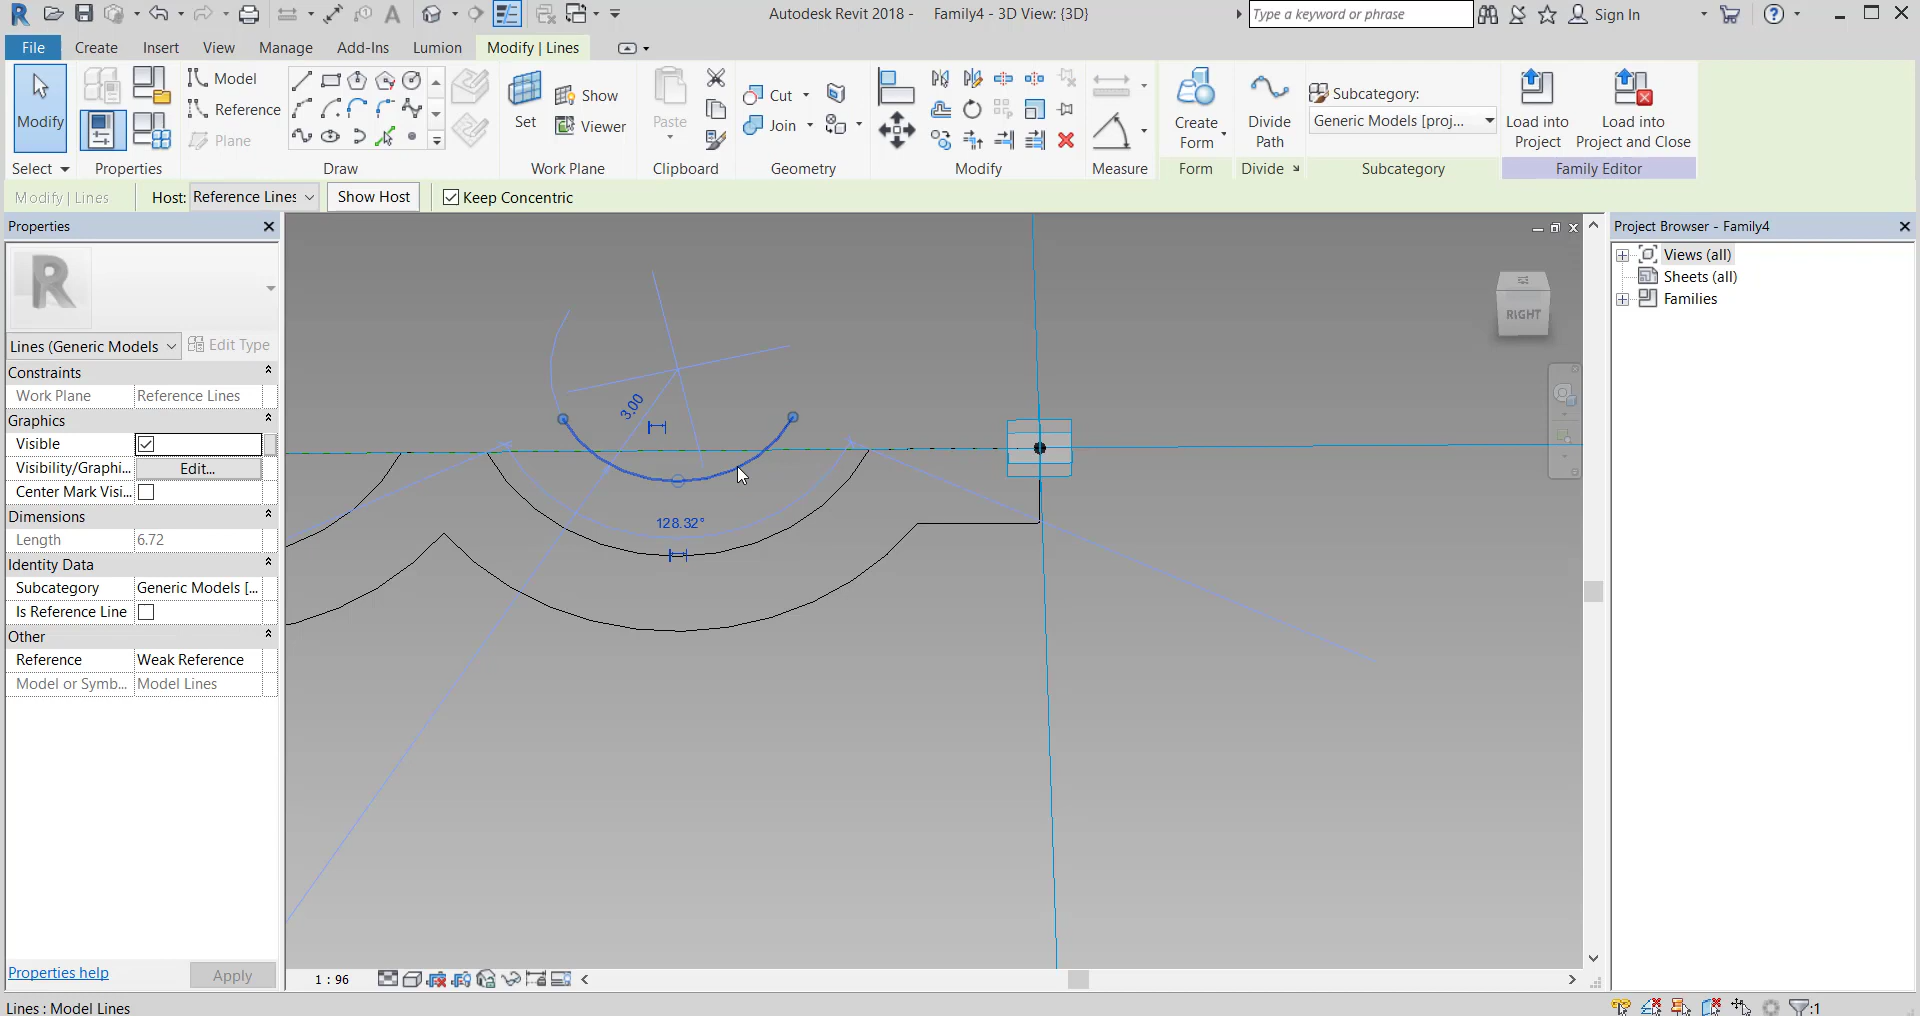 Autodesk Revit 2018 - Family4 - 3D View: {3D}
Type a keyword or phrase
Sign In
File Create Insert View Manage Add-Ins Lumion Modify | Lines
Modify
Model
Reference
Plane
Set
Show
Viewer
Paste
Cut
Join
Create
Form
Divide
Path
Subcategory:
Generic Models [proj...
Load into
Project
Load into
Project and Close
Select Properties Draw Work Plane Clipboard Geometry Modify Measure Form Divide Subcategory Family Editor
Modify | Lines Host: Reference Lines Show Host Keep Concentric
Properties
R
Lines (Generic Models Edit Type
Constraints
Work Plane Reference Lines
Graphics
Visible
Visibility/Graphi... Edit...
Center Mark Visi...
Dimensions
Length 6.72
Identity Data
Subcategory Generic Models [...
Is Reference Line
Other
Reference Weak Reference
Model or Symb... Model Lines
Properties help Apply
3.00
128.32°
RIGHT
Project Browser - Family4
Views (all)
Sheets (all)
Families
1 : 96
Lines : Model Lines
:1